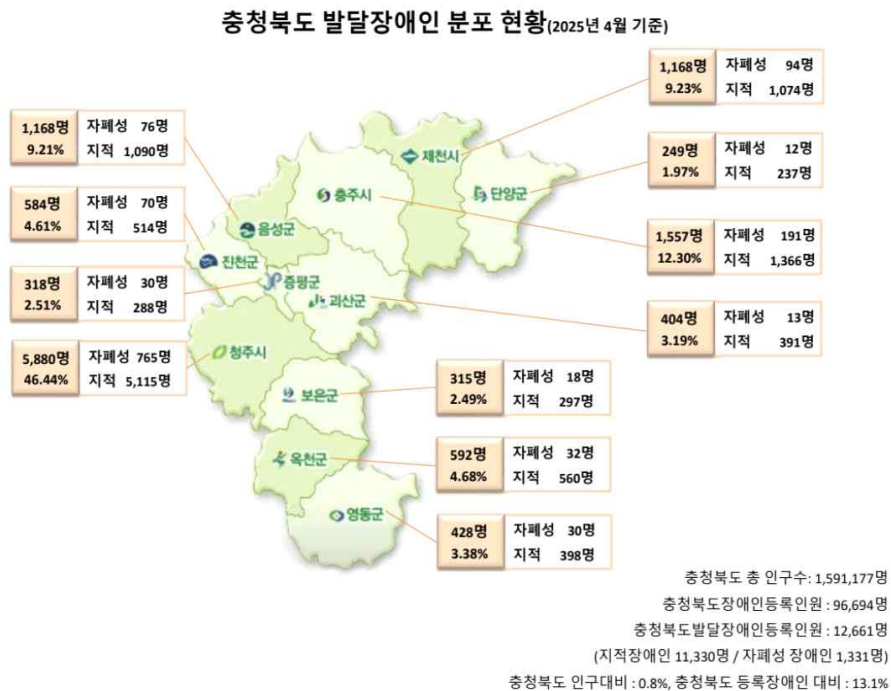 충청북도 발달장애인 분포 현황(2025년 4월 기준)
1,168명
9.23%
자폐성 94명
지적 1,074명
1,168명
9.21%
자폐성 76명
지적 1,090명
제천시
249명
1.97%
자폐성 12명
지적 237명
584명
4.61%
자폐성 70명
지적 514명
충주시
단양군
음성군
1,557명
12.30%
자폐성 191명
지적 1,366명
진천군
318명
2.51%
자폐성 30명
지적 288명
증평군
괴산군
404명
3.19%
자폐성 13명
지적 391명
5,880명
46.44%
자폐성 765명
지적 5,115명
청주시
315명
2.49%
자폐성 18명
지적 297명
보은군
592명
4.68%
자폐성 32명
지적 560명
옥천군
428명
3.38%
자폐성 30명
지적 398명
영동군
충청북도 총 인구수: 1,591,177명
충청북도장애인등록인원 : 96,694명
충청북도발달장애인등록인원 : 12,661명
(지적장애인 11,330명 / 자폐성 장애인 1,331명)
충청북도 인구대비 : 0.8%, 충청북도 등록장애인 대비 : 13.1%